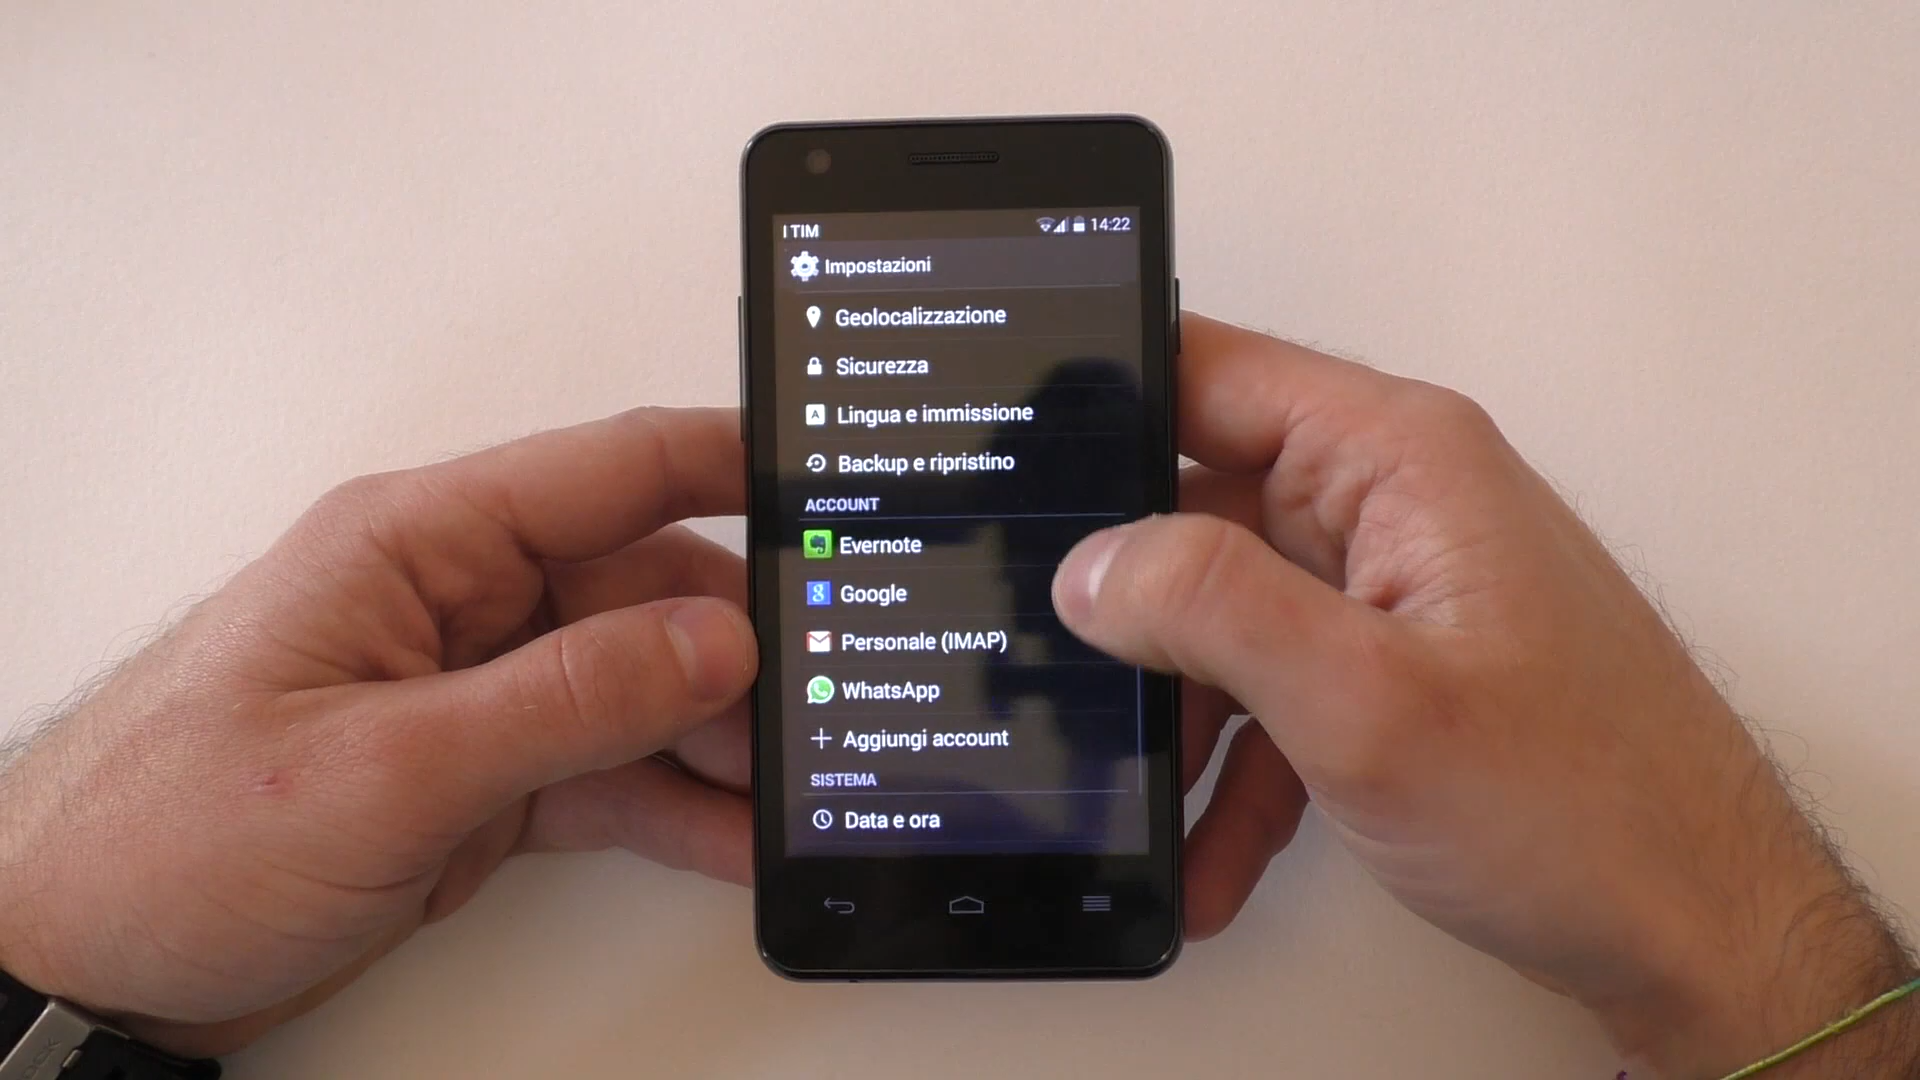 I TIM 14:22
Impostazioni
Geolocalizzazione
Sicurezza
A Lingua e immissione
Backup e ripristino
ACCOUNT
Evernote
g Google
Personale (IMAP)
WhatsApp
+ Aggiungi account
SISTEMA
Data e ora
OCK